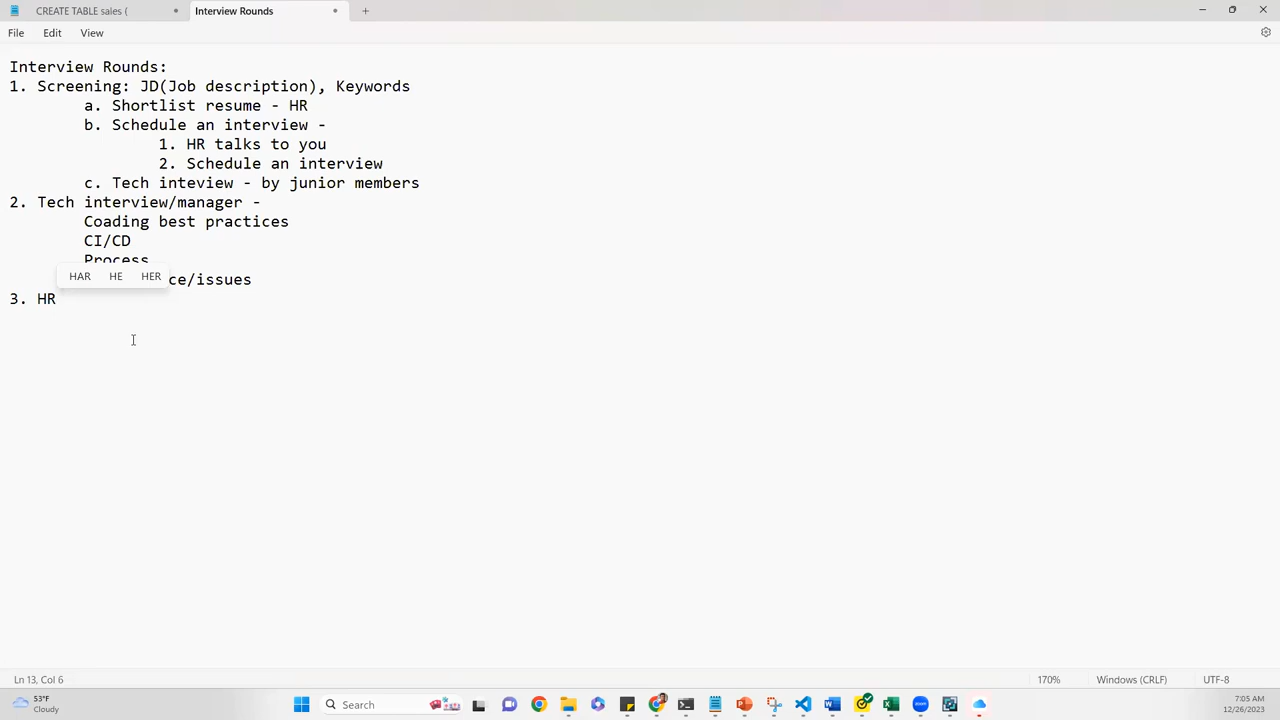 CREATE TABLE sales (
Interview Rounds
File Edit View
Interview Rounds:
1. Screening: JD(Job description), Keywords
a. Shortlist resume - HR
b. Schedule an interview -
1. HR talks to you
2. Schedule an interview
c. Tech inteview - by junior members
2. Tech interview/manager -
Coading best practices
CI/CD
Process
HAR HE HER
ce/issues
3. HR
Ln 13, Col 6
170%
Windows (CRLF)
UTF-8
53°F
Cloudy
Search
7:05 AM
12/26/2023